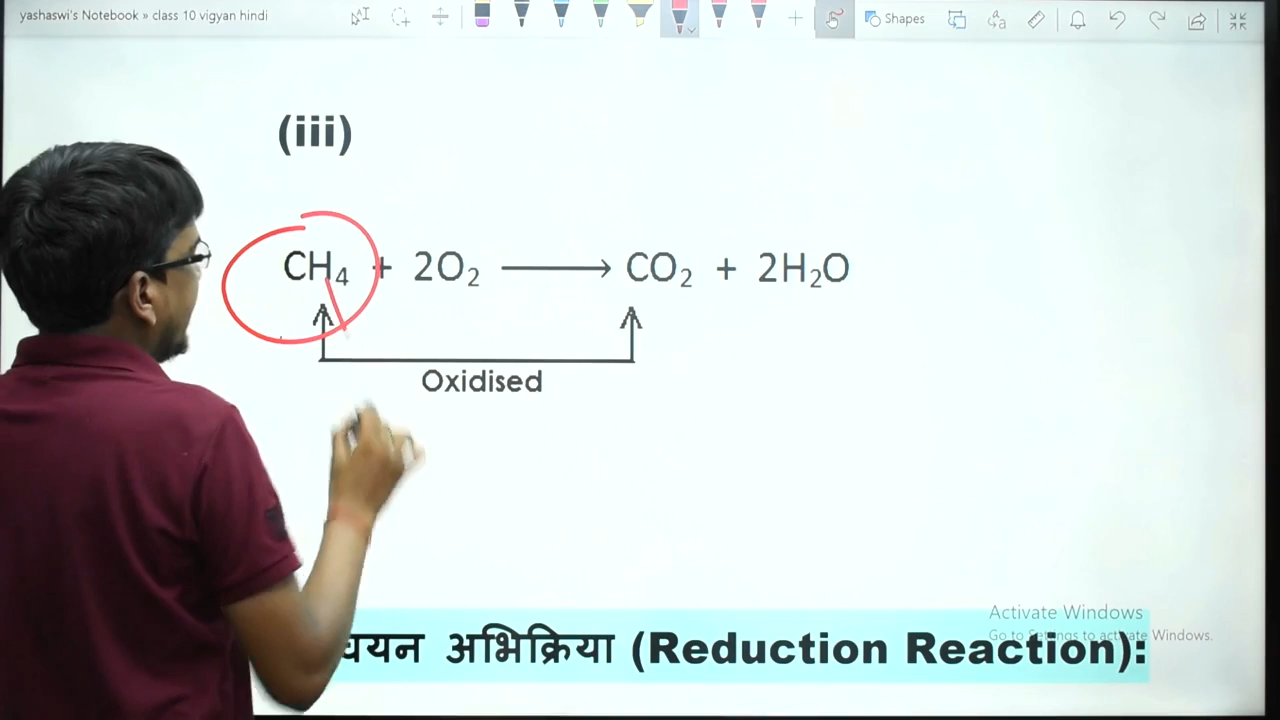 yashaswi's Notebook » class 10 vigyan hindi
Shapes
(iii)
CH₄ + 2O₂ ⟶ CO₂ + 2H₂O
Oxidised
Activate Windows
Go to Settings to activate Windows.
अभिक्रिया (Reduction Reaction):